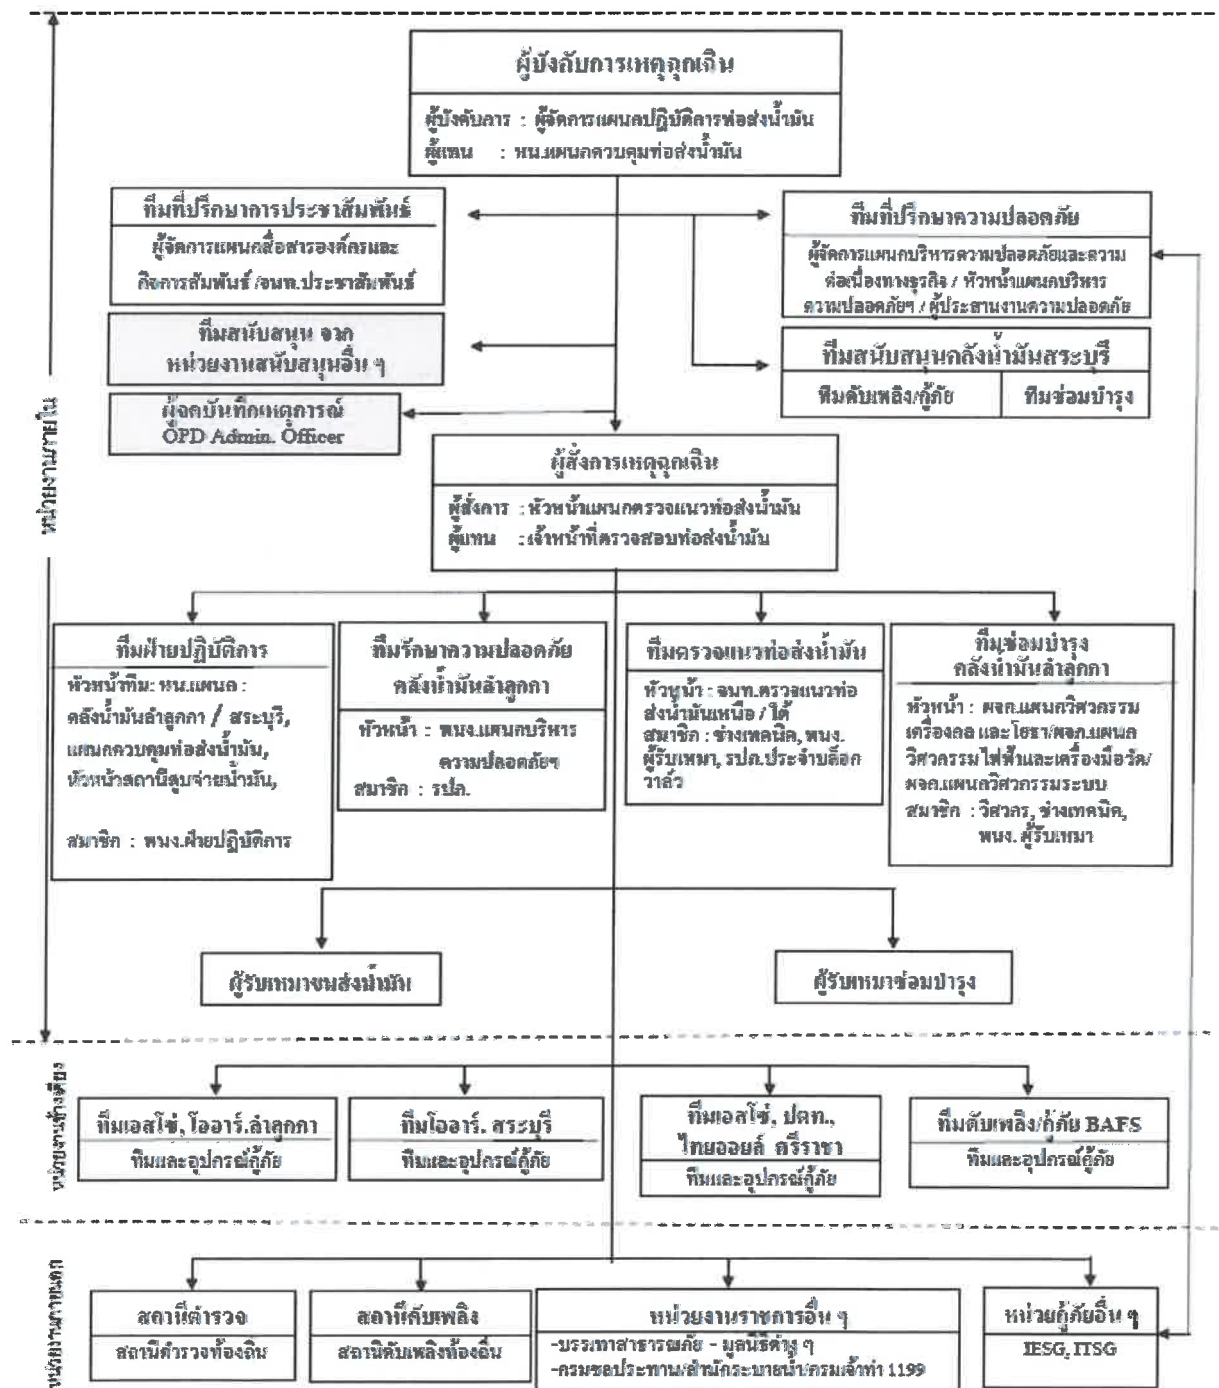 ผู้บังคับการเหตุฉุกเฉิน
ผู้บังคับการ : ผู้จัดการแผนกปฏิบัติการท่อส่งน้ำมัน
ผู้แทน : หน.แผนกควบคุมท่อส่งน้ำมัน
ทีมที่ปรึกษาการประชาสัมพันธ์
ผู้จัดการแผนกสื่อสารองค์กรและ
กิจการสัมพันธ์ /จนท.ประชาสัมพันธ์
ทีมที่ปรึกษาความปลอดภัย
ผู้จัดการแผนกบริหารความปลอดภัยและความ
ต่อเนื่องทางธุรกิจ / หัวหน้าแผนกบริหาร
ความปลอดภัยฯ / ผู้ประสานงานความปลอดภัย
ทีมสนับสนุน จาก
หน่วยงานสนับสนุนอื่น ๆ
ทีมสนับสนุนคลังน้ำมันสระบุรี
ทีมดับเพลิง/กู้ภัย
ทีมซ่อมบำรุง
ผู้จดบันทึกเหตุการณ์
OPD Admin. Officer
หน่วยงานภายใน
ผู้สั่งการเหตุฉุกเฉิน
ผู้สั่งการ : หัวหน้าแผนกตรวจแนวท่อส่งน้ำมัน
ผู้แทน : เจ้าหน้าที่ตรวจสอบท่อส่งน้ำมัน
ทีมฝ่ายปฏิบัติการ
หัวหน้าทีม: หน.แผนก :
คลังน้ำมันลำลูกกา / สระบุรี,
แผนกควบคุมท่อส่งน้ำมัน,
หัวหน้าสถานีสูบจ่ายน้ำมัน,
สมาชิก : พนง.ฝ่ายปฏิบัติการ
ทีมรักษาความปลอดภัย
คลังน้ำมันลำลูกกา
หัวหน้า : พนง.แผนกบริหาร
ความปลอดภัยฯ
สมาชิก : รปภ.
ทีมตรวจแนวท่อส่งน้ำมัน
หัวหน้า : จนท.ตรวจแนวท่อ
ส่งน้ำมันเหนือ / ใต้
สมาชิก : ช่างเทคนิค, พนง.
ผู้รับเหมา, รปภ.ประจำบล็อก
วาล์ว
ทีมซ่อมบำรุง
คลังน้ำมันลำลูกกา
หัวหน้า : ผจก.แผนกวิศวกรรม
เครื่องกล และโยธา/ผจก.แผนก
วิศวกรรมไฟฟ้าและเครื่องมือวัด/
ผจก.แผนกวิศวกรรมระบบ
สมาชิก : วิศวกร, ช่างเทคนิค,
พนง. ผู้รับเหมา
ผู้รับเหมาขนส่งน้ำมัน
ผู้รับเหมาซ่อมบำรุง
หน่วยงานข้างเคียง
ทีมเอสโซ่, โออาร์.ลำลูกกา
ทีมและอุปกรณ์กู้ภัย
ทีมโออาร์. สระบุรี
ทีมและอุปกรณ์กู้ภัย
ทีมเอสโซ่, ปตท.,
ไทยออยล์ ศรีราชา
ทีมและอุปกรณ์กู้ภัย
ทีมดับเพลิง/กู้ภัย BAFS
ทีมและอุปกรณ์กู้ภัย
หน่วยงานภายนอก
สถานีตำรวจ
สถานีตำรวจท้องถิ่น
สถานีดับเพลิง
สถานีดับเพลิงท้องถิ่น
หน่วยงานราชการอื่น ๆ
-บรรเทาสาธารณภัย - มูลนิธิต่าง ๆ
-กรมชลประทาน/สำนักระบายน้ำ/กรมเจ้าท่า 1199
หน่วยกู้ภัยอื่น ๆ
IESG, ITSG